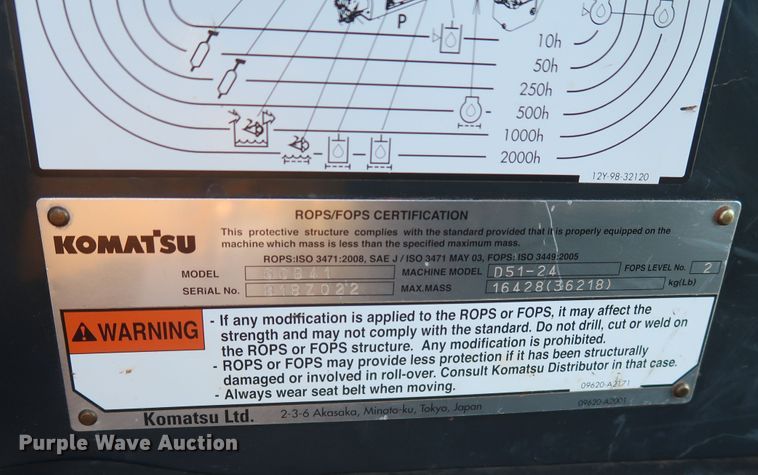 P
10h
50h
250h
500h
1000h
2000h
12Y-98-32120
ROPS/FOPS CERTIFICATION
KOMATSU
This protective structure complies with the standard provided that it is properly equipped on the
machine which mass is less than the specified maximum mass.
ROPS:ISO 3471:2008, SAE J / ISO 3471 MAY 03, FOPS: ISO 3449:2005
MODEL MACHINE MODEL D51-24 FOPS LEVEL No. 2
SERIAL No. MAX.MASS 16428(36218) kg(Lb)
WARNING
- If any modification is applied to the ROPS or FOPS, it may affect the
strength and may not comply with the standard. Do not drill, cut or weld on
the ROPS or FOPS structure. Any modification is prohibited.
- ROPS or FOPS may provide less protection if it has been structurally
damaged or involved in roll-over. Consult Komatsu Distributor in that case.
- Always wear seat belt when moving.
09620-A2171
Komatsu Ltd. 2-3-6 Akasaka, Minato-ku, Tokyo, Japan
09620-A2001
Purple Wave Auction